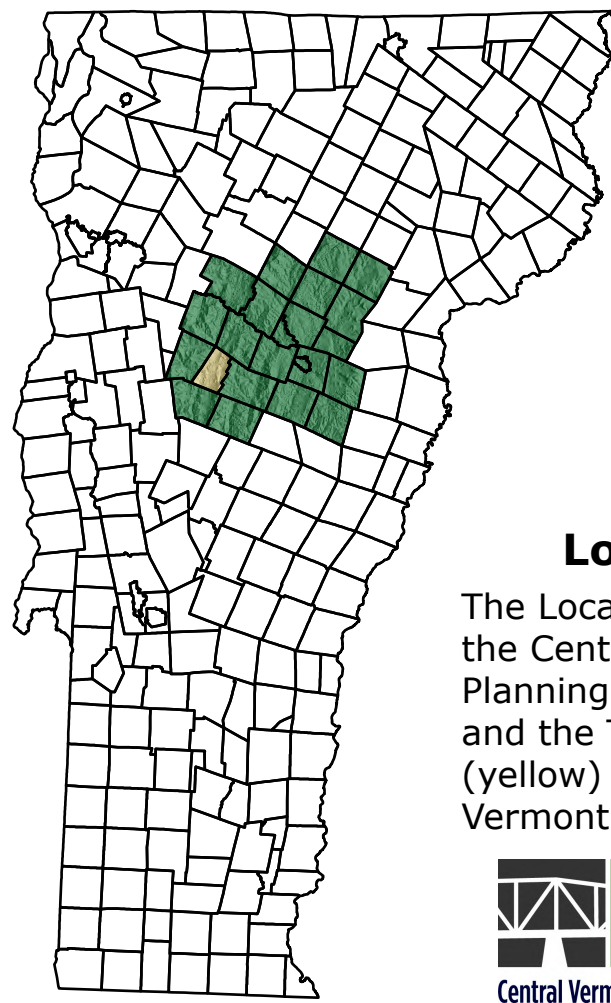 Lo
The Loca
the Cent
Planning
and the T
(yellow)
Vermont
Central Verm